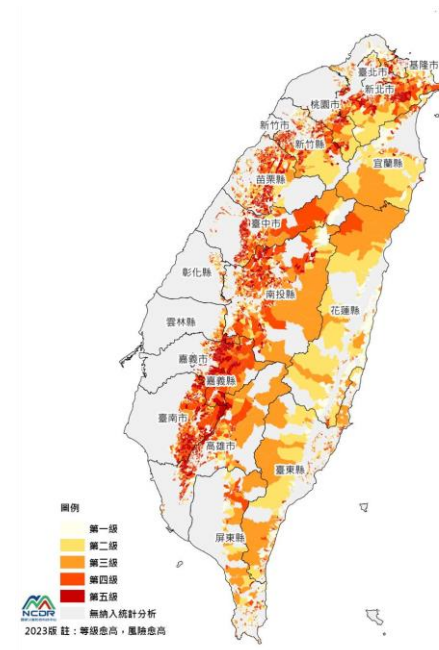 基隆市
臺北市
新北市
桃園市
新竹市
新竹縣
宜蘭縣
苗栗縣
臺中市
彰化縣
南投縣
花蓮縣
雲林縣
嘉義市
嘉義縣
臺南市
高雄市
臺東縣
屏東縣
圖例
第一級
第二級
第三級
第四級
第五級
無納入統計分析
NCDR
2023版 註：等級愈高，風險愈高